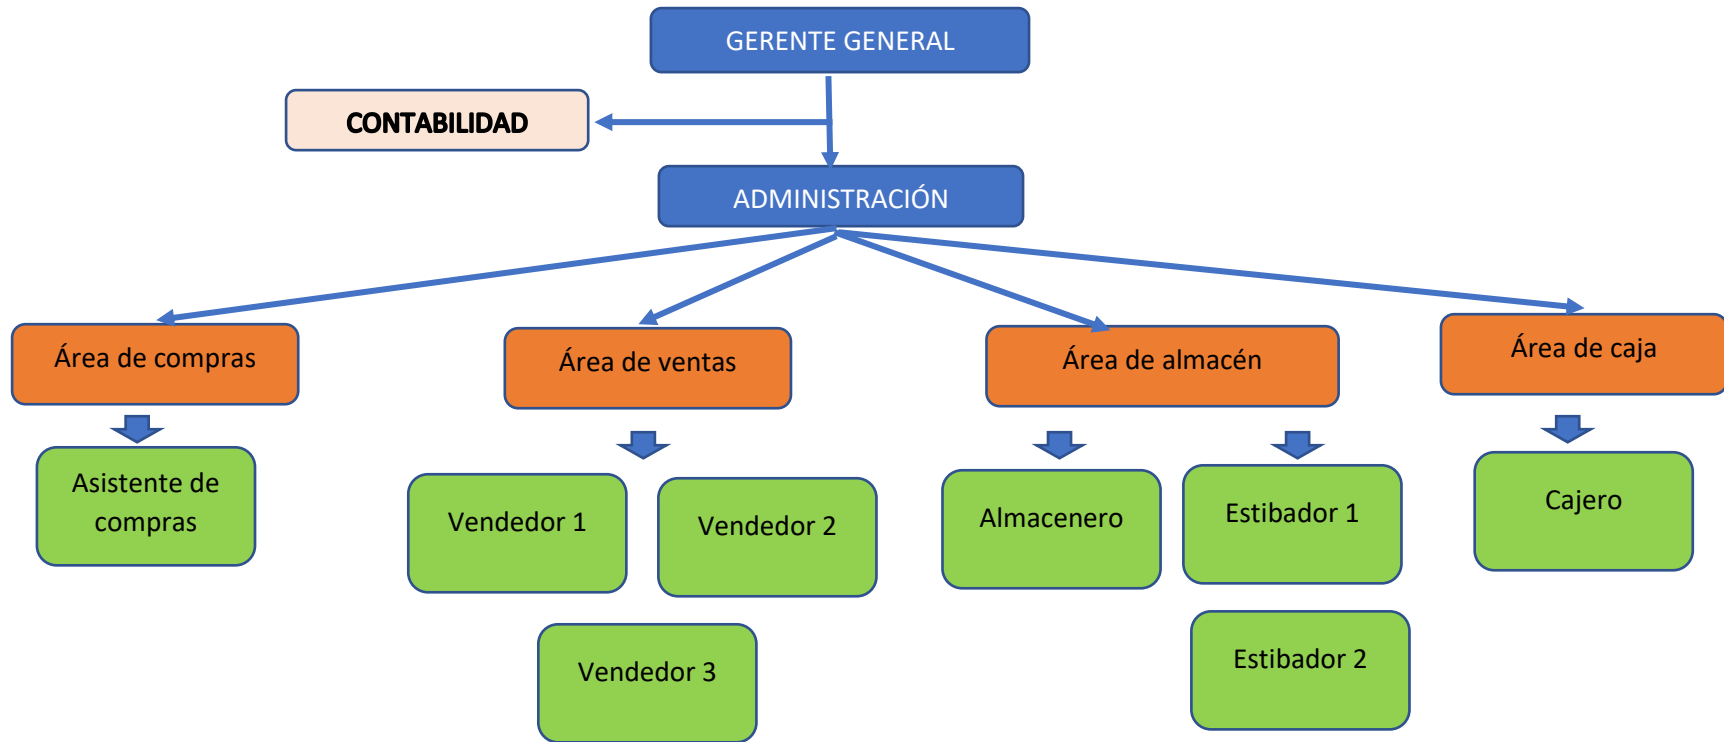 GERENTE GENERAL
CONTABILIDAD
ADMINISTRACIÓN
Área de compras
Área de ventas
Área de almacén
Área de caja
Asistente de
compras
Vendedor 1
Vendedor 2
Vendedor 3
Almacenero
Estibador 1
Estibador 2
Cajero